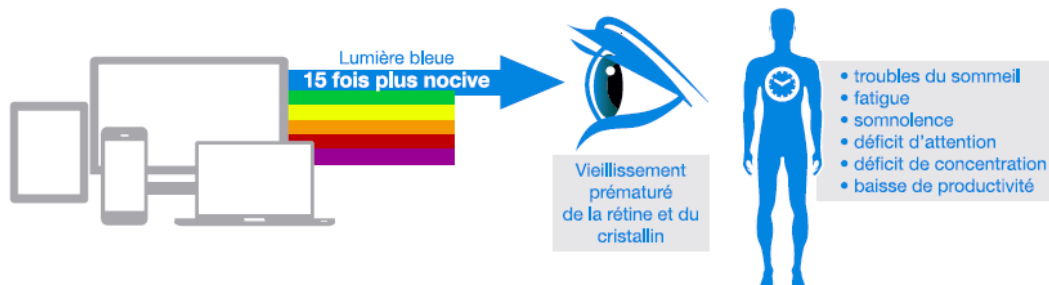 Lumière bleue
15 fois plus nocive
Vieillissement
prématuré
de la rétine et du
cristallin
• troubles du sommeil
• fatigue
• somnolence
• déficit d'attention
• déficit de concentration
• baisse de productivité